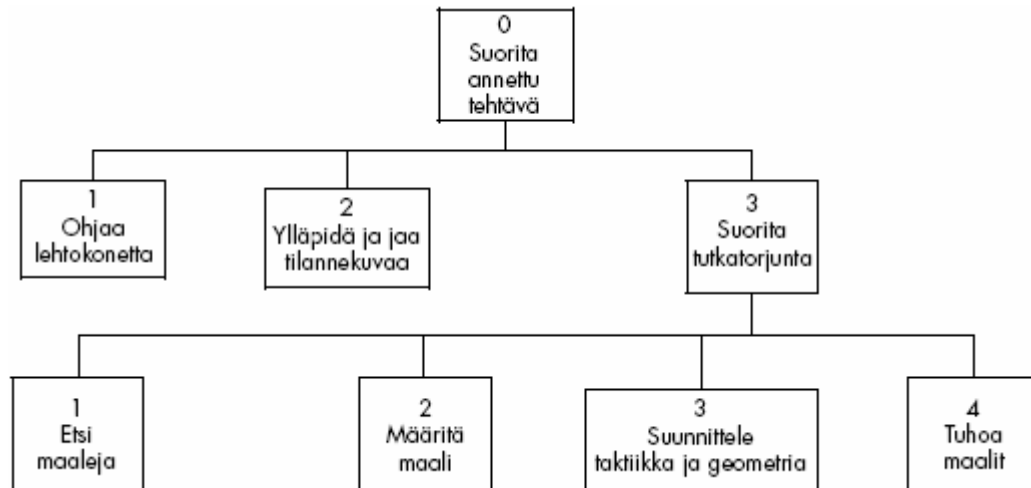 0
Suorita
annettu
tehtävä
1
Ohjaa
lehtokonetta
2
Ylläpidä ja jaa
tilannekuvaa
3
Suorita
tutkatorjunta
1
Etsi
maaleja
2
Määritä
maali
3
Suunnittele
taktiikka ja geometria
4
Tuhoa
maalit